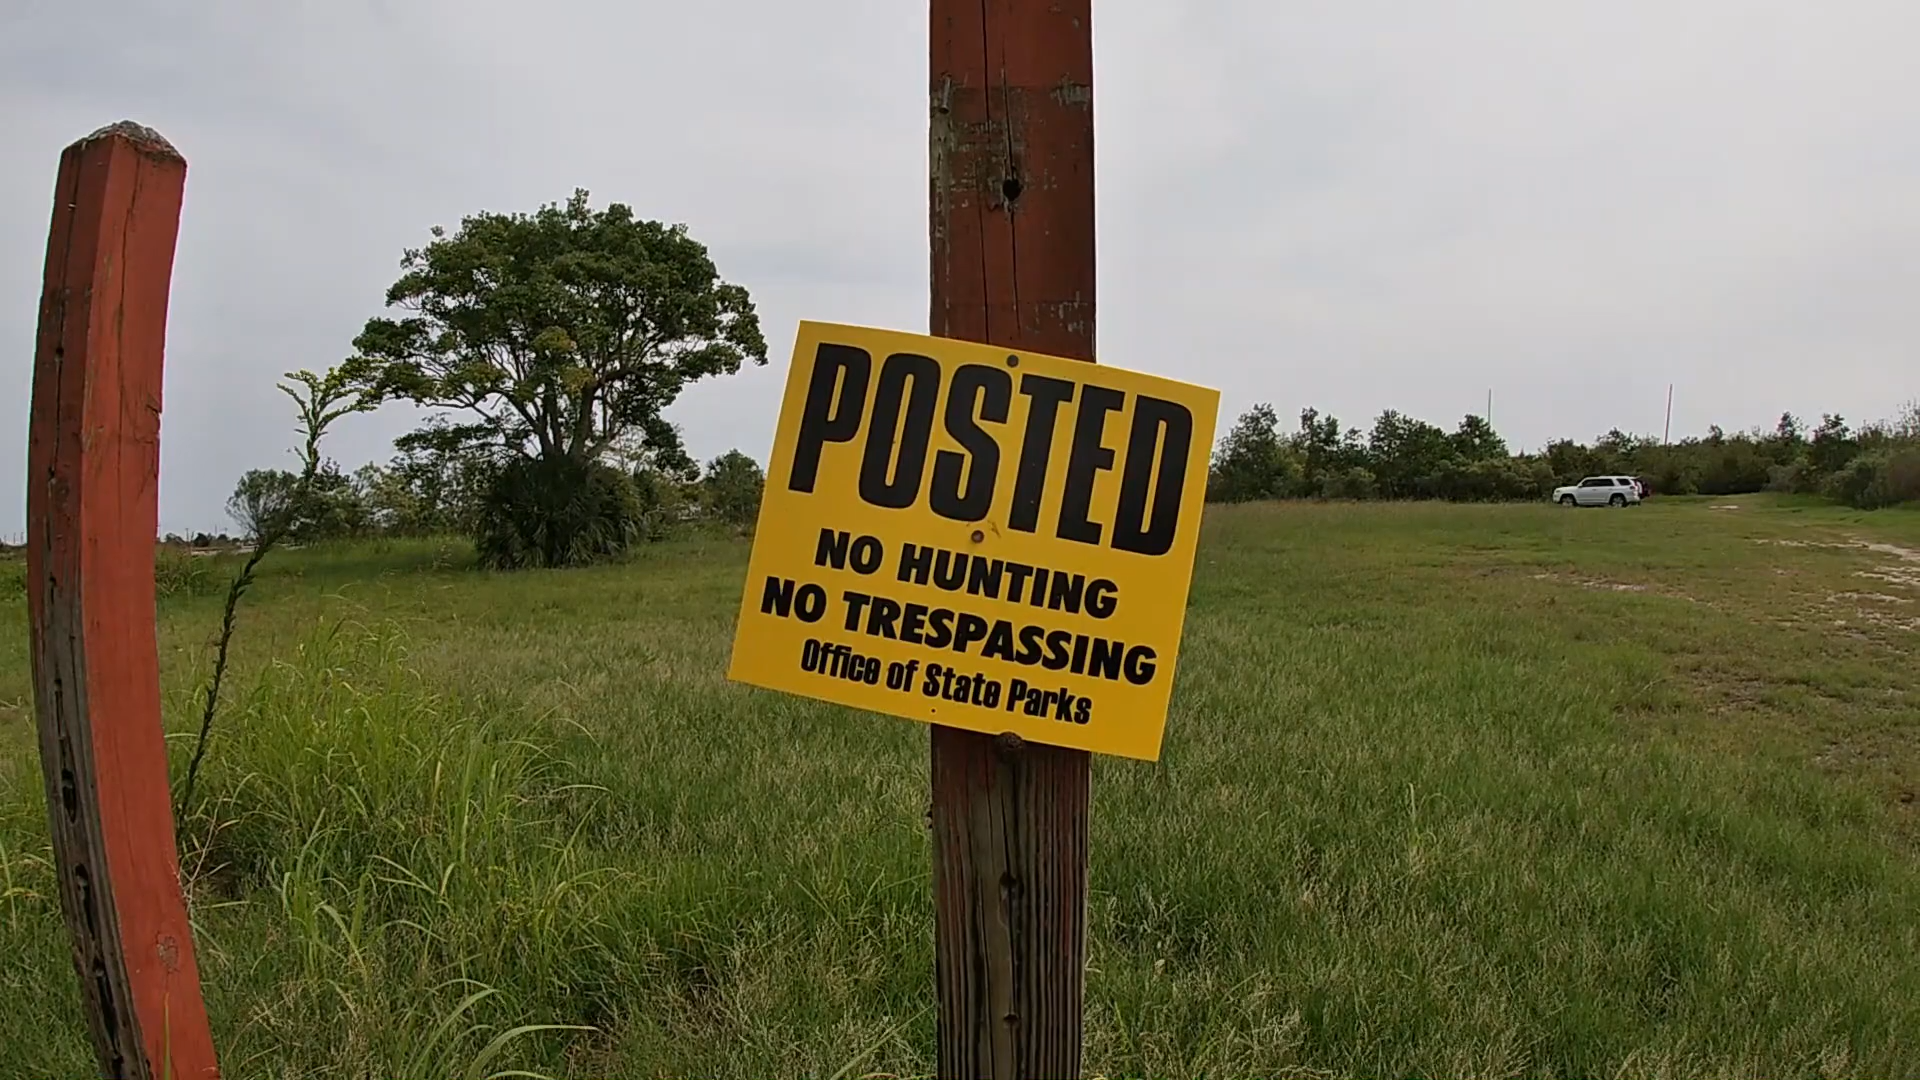 POSTED
NO HUNTING
NO TRESPASSING
Office of State Parks